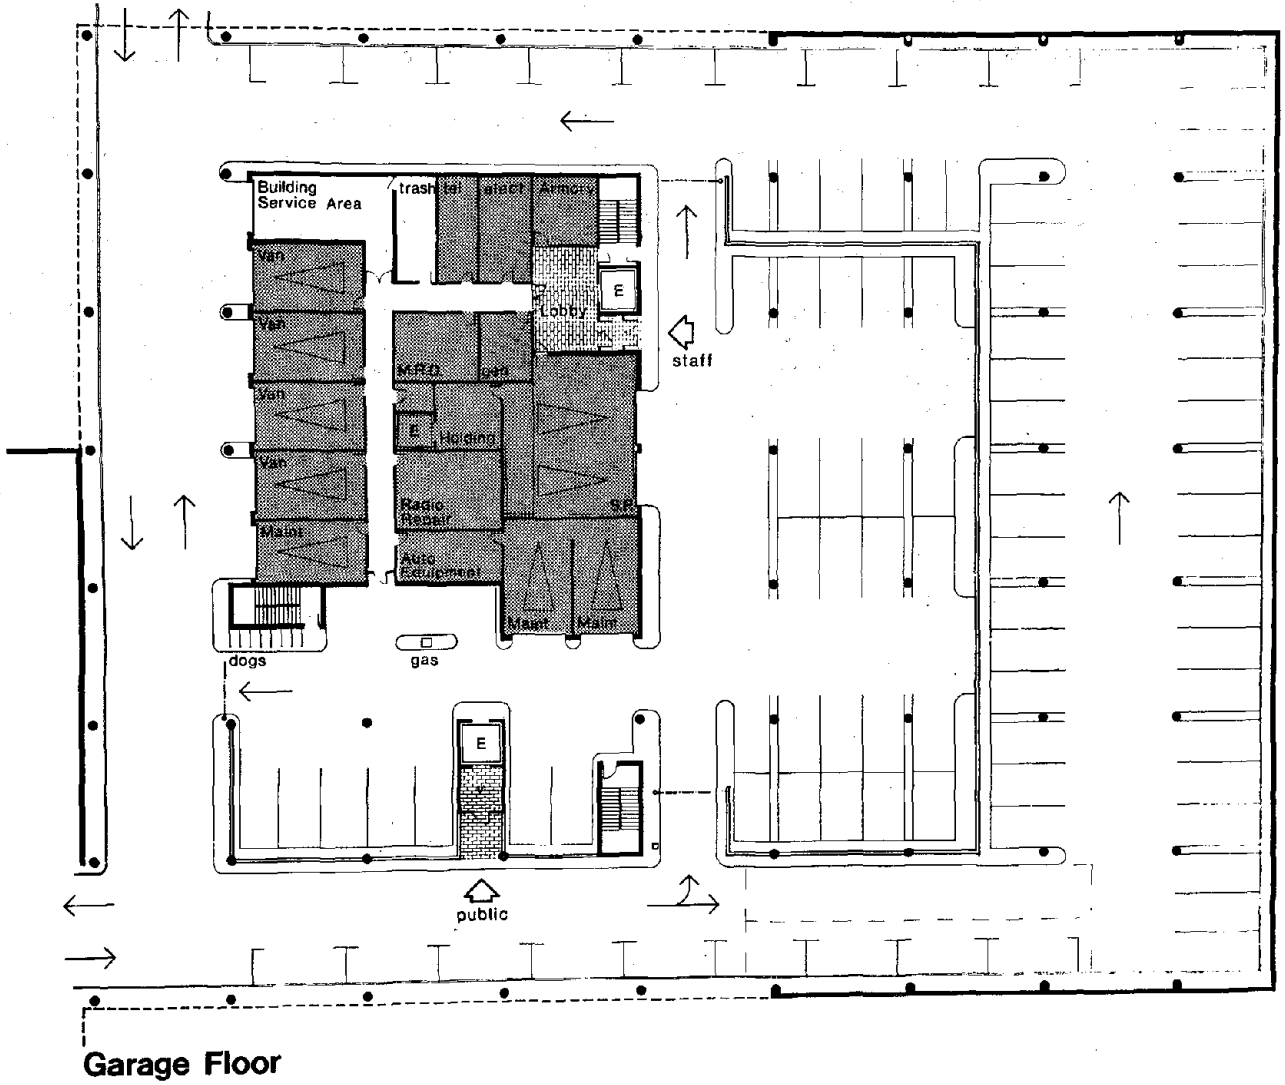 Building
Service Area
trash
tel
elect
Armory
Van
E
Lobby
Van
staff
M.R.D.
gen
Van
E
Holding
Van
Radio
Repair
S.P.
Maint
Auto
Equipment
Maint
Maint
dogs
gas
E
V
public
Garage Floor